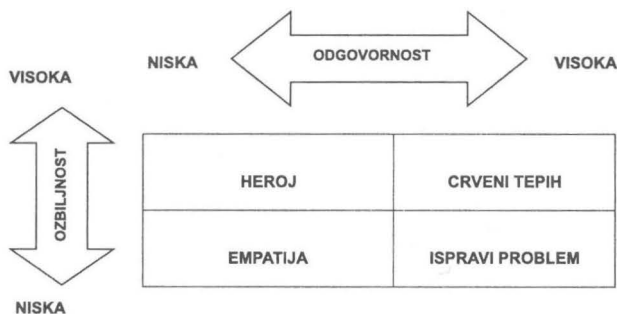 NISKA
ODGOVORNOST
VISOKA
VISOKA
OZBILJNOST
NISKA
HEROJ
CRVENI TEPIH
EMPATIJA
ISPRAVI PROBLEM